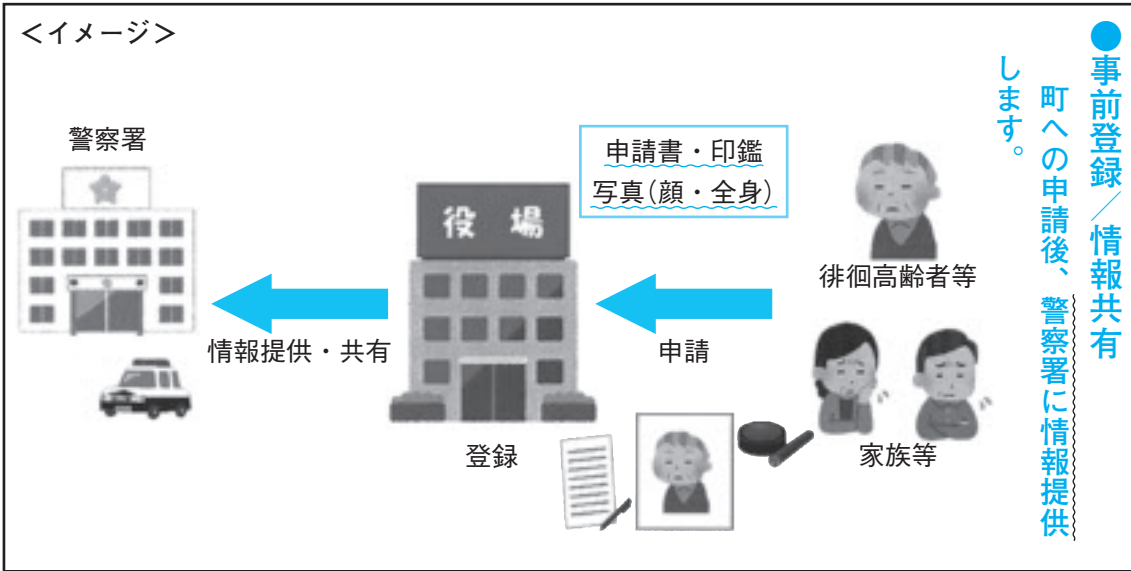 ●事前登録／情報共有
町への申請後、警察署に情報提供
します。
＜イメージ＞
警察署
申請書・印鑑
写真(顔・全身)
役場
徘徊高齢者等
情報提供・共有
申請
登録
家族等